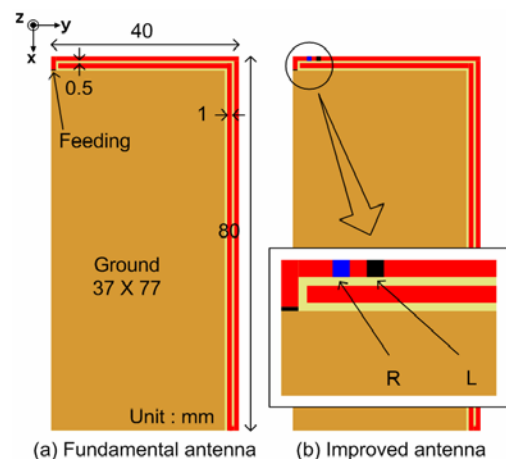 z
y
x
40
0.5
1
Feeding
80
Ground
37 X 77
R
L
Unit : mm
(a) Fundamental antenna
(b) Improved antenna